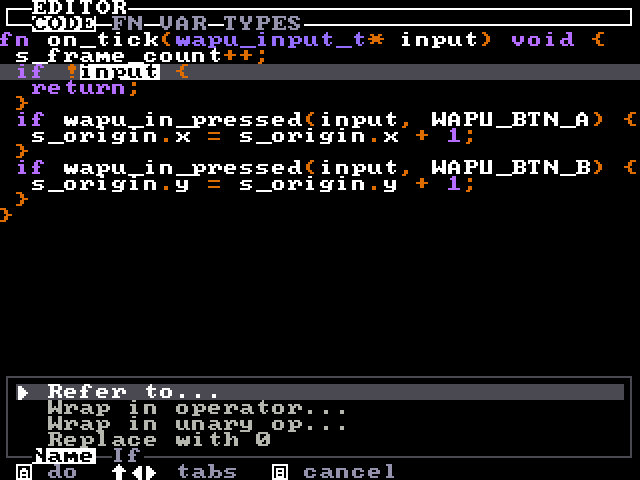 EDITOR
CODE FN VAR TYPES
fn on_tick(wapu_input_t* input) void {
s_frame_count++;
if !input {
return;
}
if wapu_in_pressed(input, WAPU_BTN_A) {
s_origin.x = s_origin.x + 1;
}
if wapu_in_pressed(input, WAPU_BTN_B) {
s_origin.y = s_origin.y + 1;
}
}
Refer to...
Wrap in operator...
Wrap in unary op...
Replace with 0
Name If
A do tabs B cancel